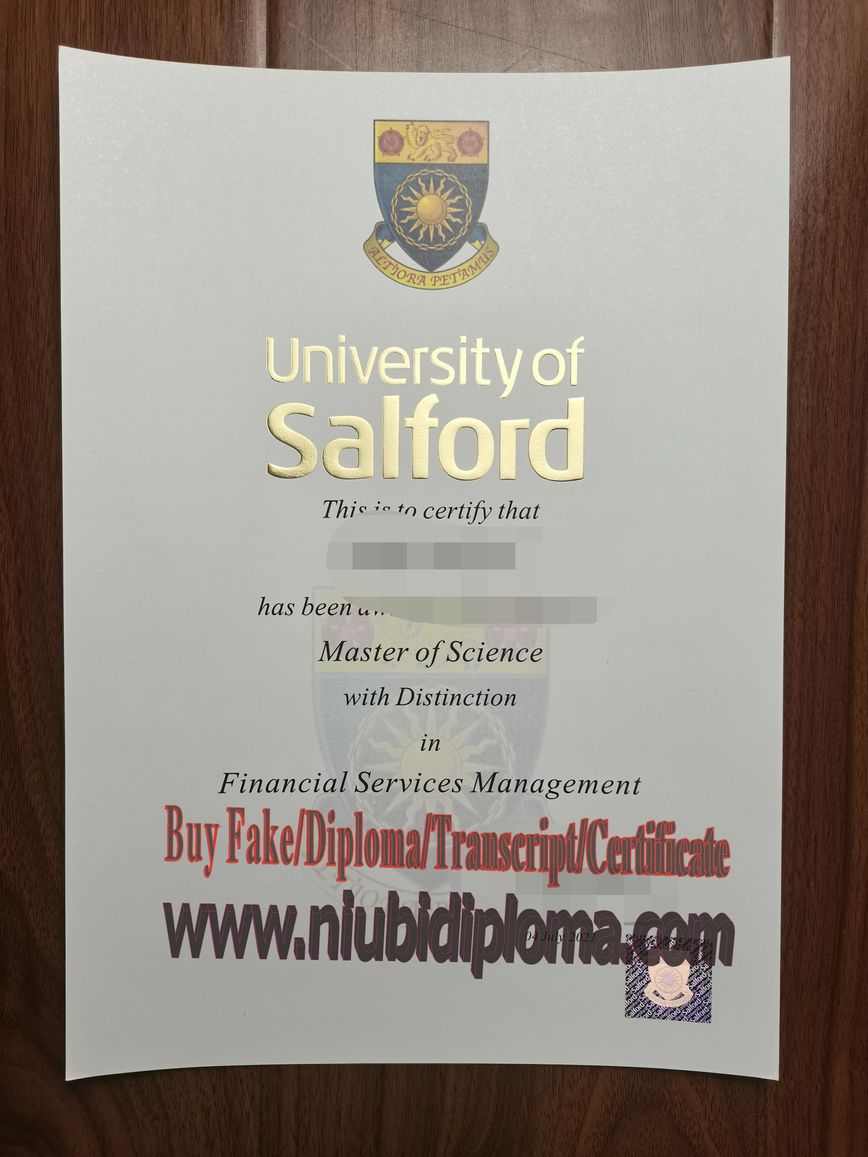 ALTIORA PETAMUS
University of
Salford
This is to certify that
has been
Master of Science
with Distinction
in
Financial Services Management
Buy Fake/Diploma/Transcript/Certificate
www.niubidiploma.com
04 July 2021